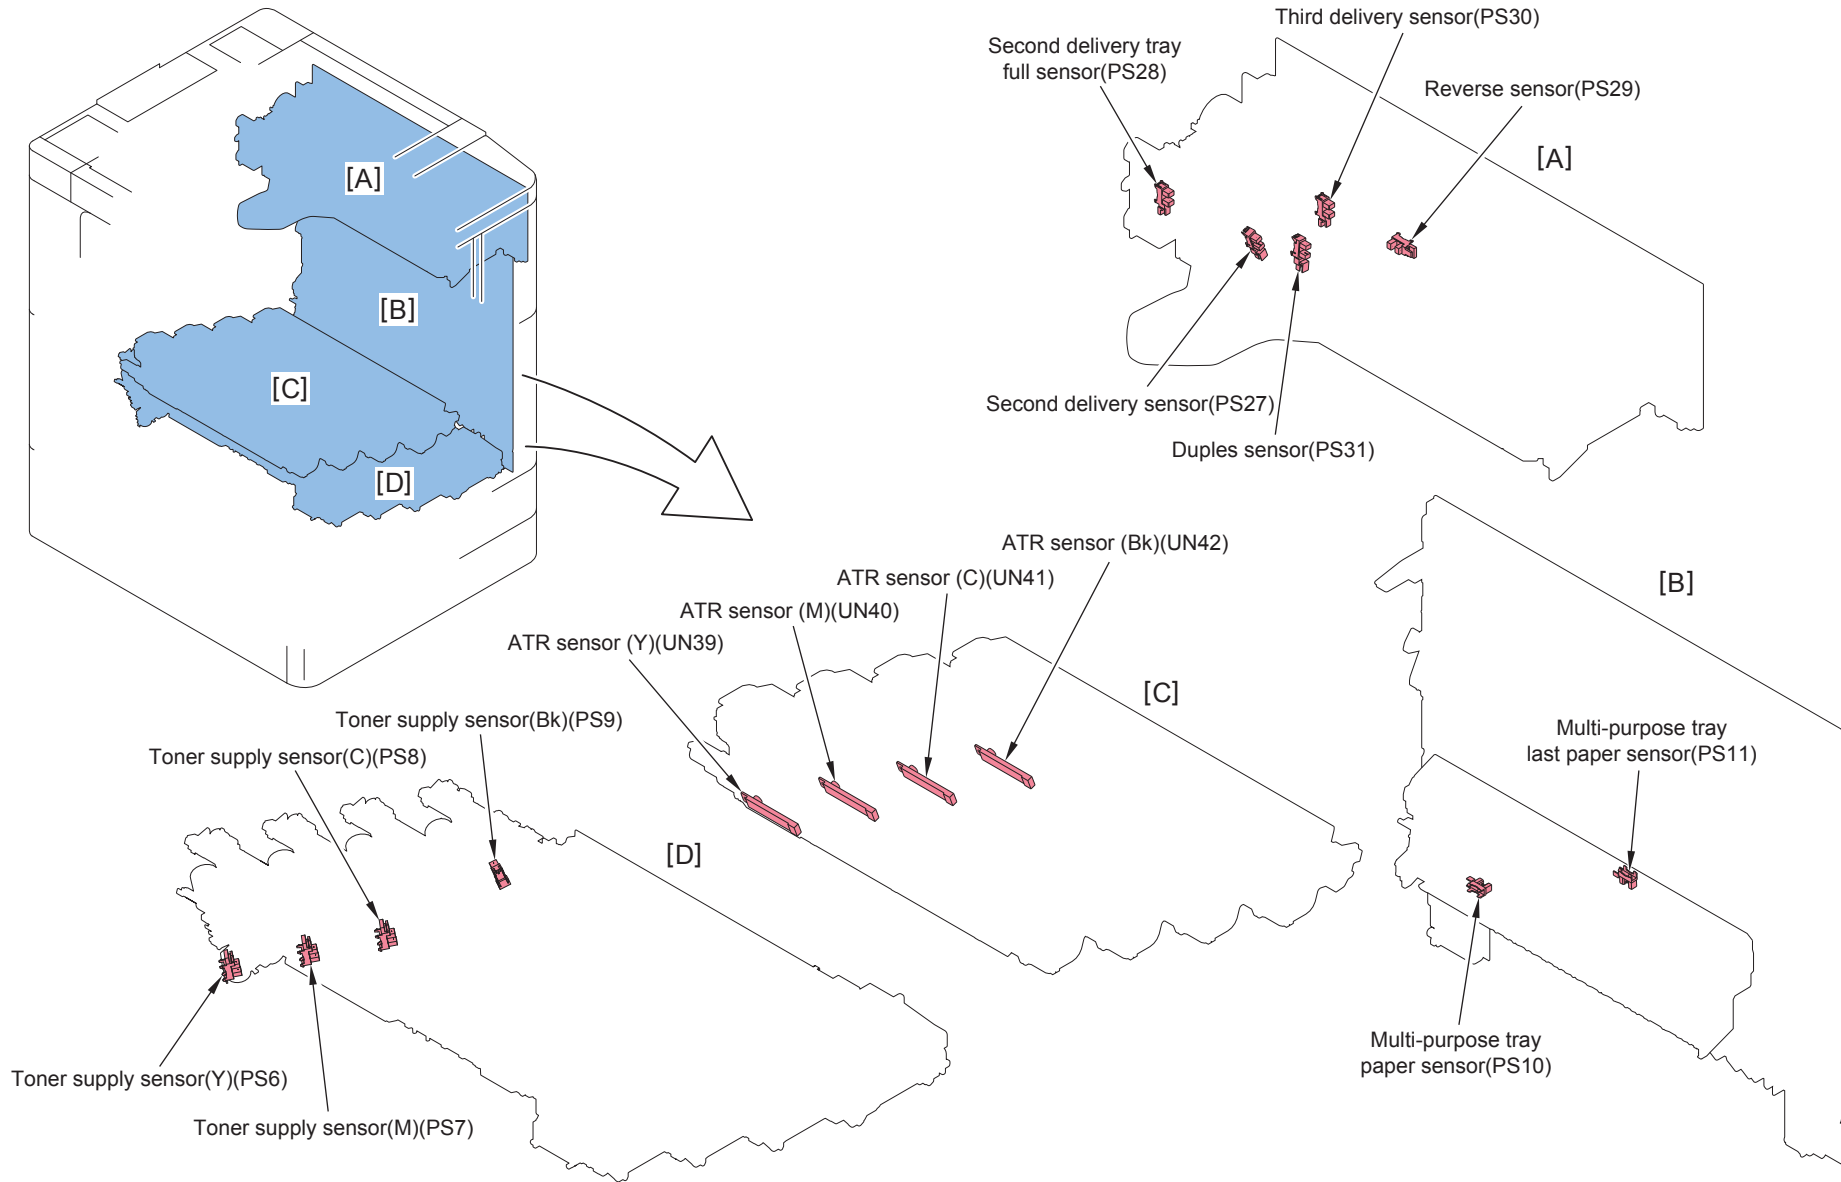 Third delivery sensor(PS30)
Second delivery tray
full sensor(PS28)
Reverse sensor(PS29)
[A]
[A]
[B]
[C]
[D]
Second delivery sensor(PS27)
Duples sensor(PS31)
ATR sensor (Bk)(UN42)
ATR sensor (C)(UN41)
ATR sensor (M)(UN40)
ATR sensor (Y)(UN39)
[B]
[C]
Toner supply sensor(Bk)(PS9)
Toner supply sensor(C)(PS8)
Multi-purpose tray
last paper sensor(PS11)
[D]
Multi-purpose tray
paper sensor(PS10)
Toner supply sensor(Y)(PS6)
Toner supply sensor(M)(PS7)